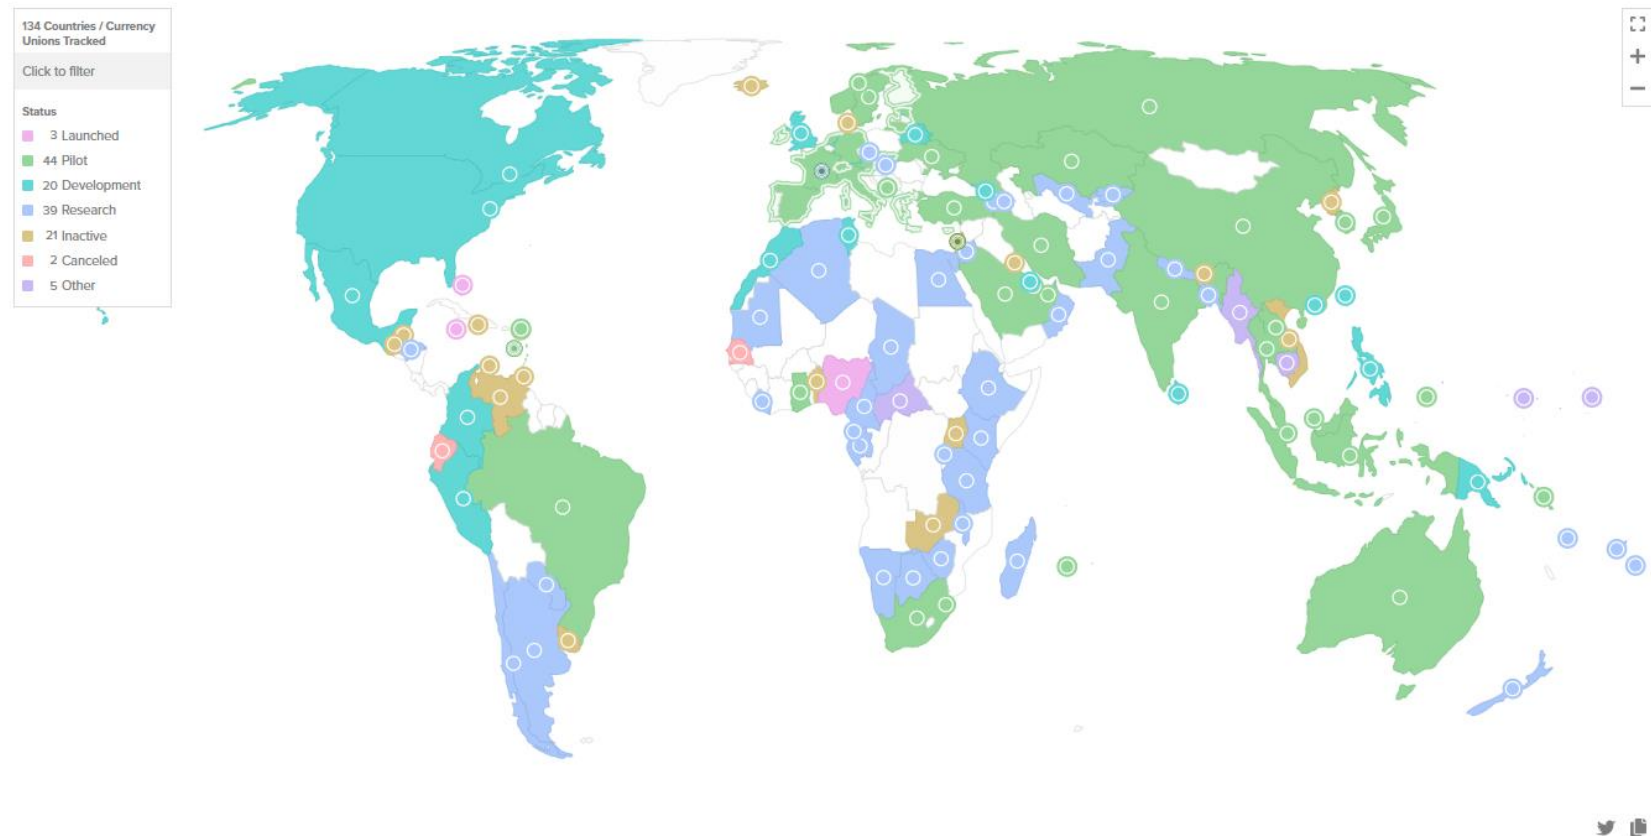 134 Countries / Currency
Unions Tracked
Click to filter
Status
3 Launched
44 Pilot
20 Development
39 Research
21 Inactive
2 Canceled
5 Other